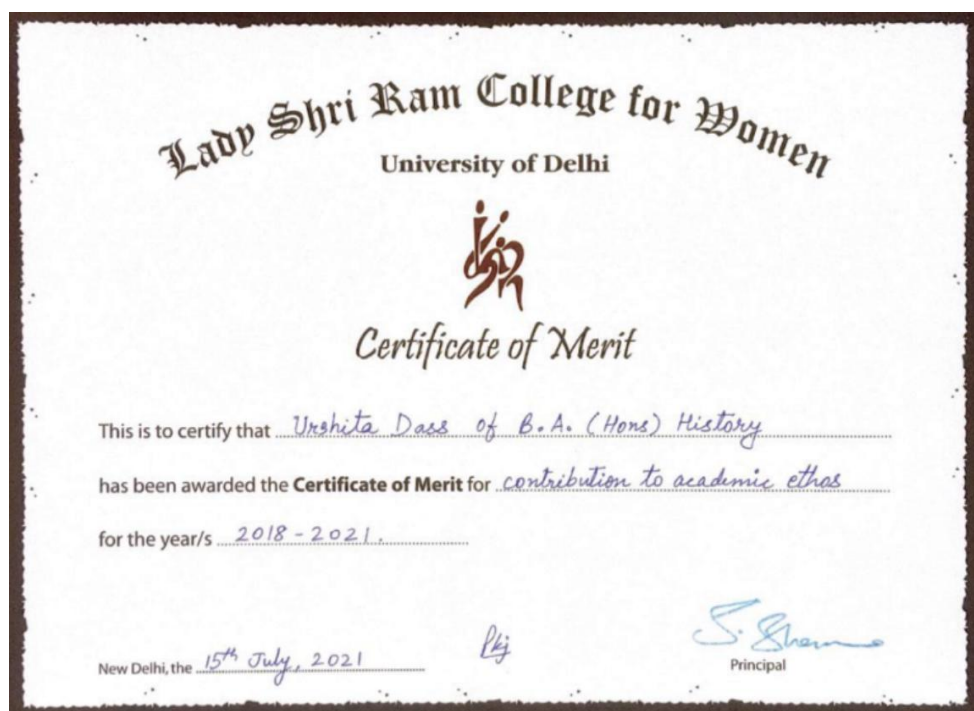 Lady Shri Ram College for Women
University of Delhi
Certificate of Merit
This is to certify that Urshita Dass of B.A. (Hons) History
has been awarded the Certificate of Merit for contribution to academic ethos
for the year/s 2018-2021.
New Delhi, the 15th July, 2021
Principal